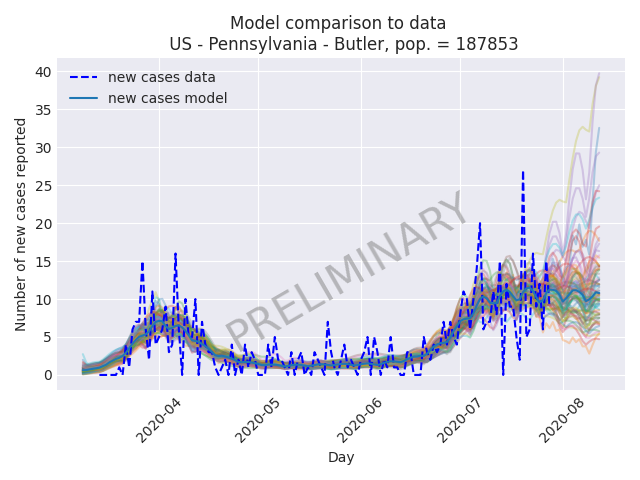 Model comparison to data
US - Pennsylvania - Butler, pop. = 187853
new cases data
new cases model
PRELIMINARY
Number of new cases reported
40
35
30
25
20
15
10
5
0
2020-04
2020-05
2020-06
2020-07
2020-08
Day